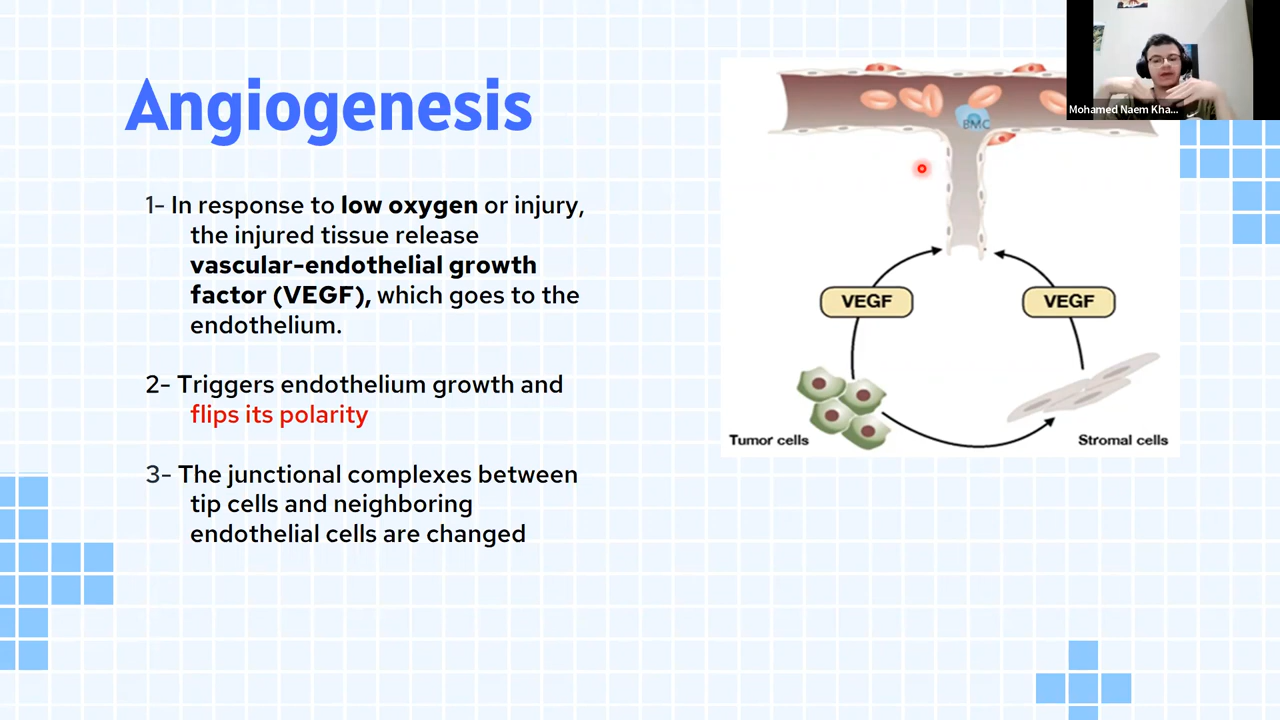 Angiogenesis
1- In response to low oxygen or injury,
the injured tissue release
vascular-endothelial growth
factor (VEGF), which goes to the
endothelium.
2- Triggers endothelium growth and
flips its polarity
3- The junctional complexes between
tip cells and neighboring
endothelial cells are changed
BMC
VEGF
VEGF
Tumor cells
Stromal cells
Mohamed Naem Kha...